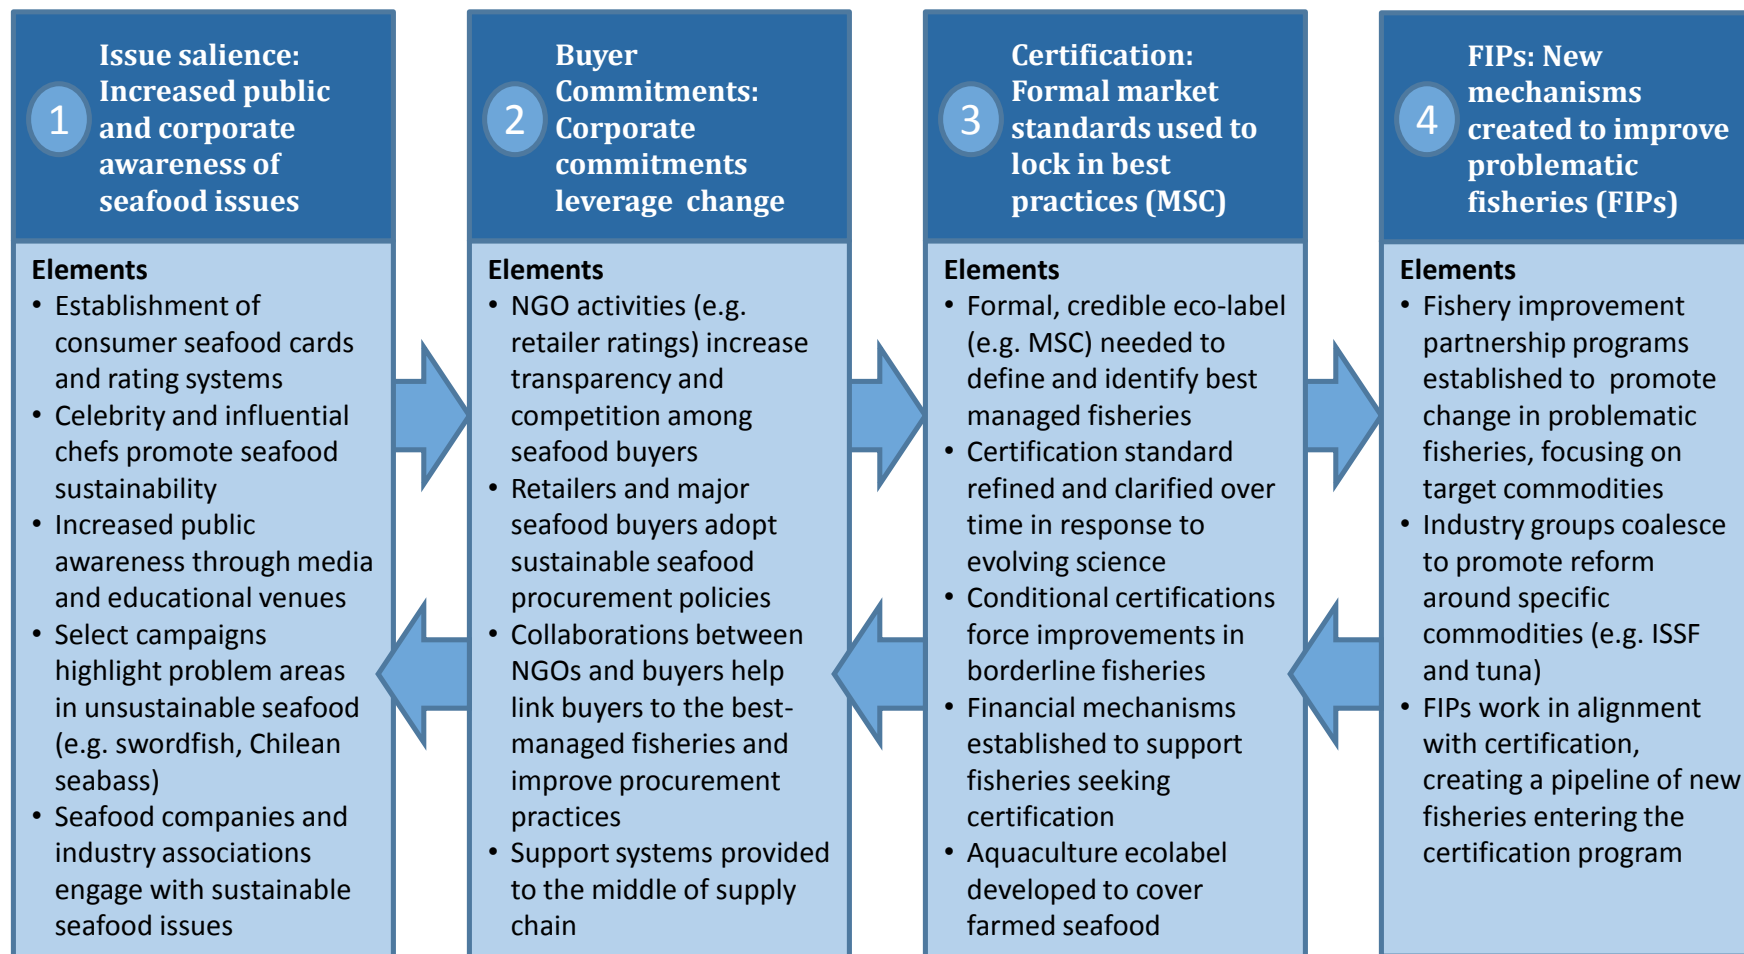 1
Issue salience:
Increased public
and corporate
awareness of
seafood issues
Elements
• Establishment of
consumer seafood cards
and rating systems
• Celebrity and influential
chefs promote seafood
sustainability
• Increased public
awareness through media
and educational venues
• Select campaigns
highlight problem areas
in unsustainable seafood
(e.g. swordfish, Chilean
seabass)
• Seafood companies and
industry associations
engage with sustainable
seafood issues
2
Buyer
Commitments:
Corporate
commitments
leverage change
Elements
• NGO activities (e.g.
retailer ratings) increase
transparency and
competition among
seafood buyers
• Retailers and major
seafood buyers adopt
sustainable seafood
procurement policies
• Collaborations between
NGOs and buyers help
link buyers to the best-
managed fisheries and
improve procurement
practices
• Support systems provided
to the middle of supply
chain
3
Certification:
Formal market
standards used to
lock in best
practices (MSC)
Elements
• Formal, credible eco-label
(e.g. MSC) needed to
define and identify best
managed fisheries
• Certification standard
refined and clarified over
time in response to
evolving science
• Conditional certifications
force improvements in
borderline fisheries
• Financial mechanisms
established to support
fisheries seeking
certification
• Aquaculture ecolabel
developed to cover
farmed seafood
4
FIPs: New
mechanisms
created to improve
problematic
fisheries (FIPs)
Elements
• Fishery improvement
partnership programs
established to promote
change in problematic
fisheries, focusing on
target commodities
• Industry groups coalesce
to promote reform
around specific
commodities (e.g. ISSF
and tuna)
• FIPs work in alignment
with certification,
creating a pipeline of new
fisheries entering the
certification program